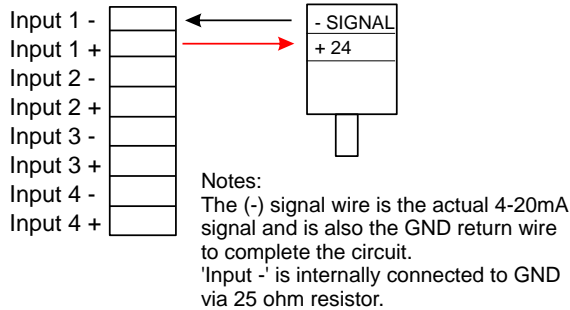 Input 1 -
Input 1 +
Input 2 -
Input 2 +
Input 3 -
Input 3 +
Input 4 -
Input 4 +
- SIGNAL
+ 24
Notes:
The (-) signal wire is the actual 4-20mA
signal and is also the GND return wire
to complete the circuit.
'Input -' is internally connected to GND
via 25 ohm resistor.